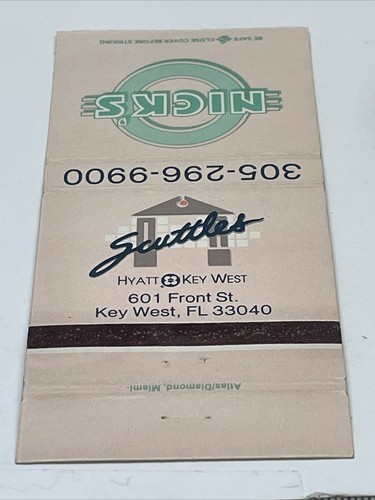 BE SAFE CLOSE COVER BEFORE STRIKING
NICK'S
305-296-9900
Scuttles
HYATT KEY WEST
601 Front St.
Key West, FL 33040
Atlas/Diamond, Miami